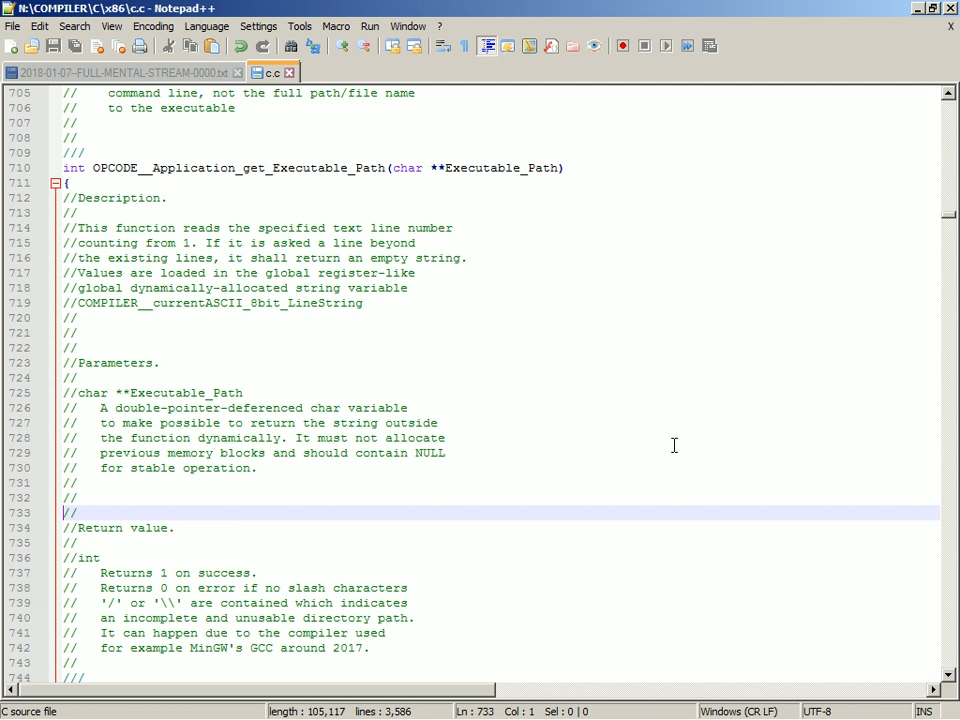 N:\COMPILER\C\x86\c.c - Notepad++
File Edit Search View Encoding Language Settings Tools Macro Run Window ? X
2018-01-07--FULL-MENTAL-STREAM-0000.txt c.c
705 // command line, not the full path/file name
706 // to the executable
707 //
708 //
709 ///
710 int OPCODE__Application_get_Executable_Path(char **Executable_Path)
711 {
712 //Description.
713 //
714 //This function reads the specified text line number
715 //counting from 1. If it is asked a line beyond
716 //the existing lines, it shall return an empty string.
717 //Values are loaded in the global register-like
718 //global dynamically-allocated string variable
719 //COMPILER__currentASCII_8bit_LineString
720 //
721 //
722 //
723 //Parameters.
724 //
725 //char **Executable_Path
726 // A double-pointer-deferenced char variable
727 // to make possible to return the string outside
728 // the function dynamically. It must not allocate
729 // previous memory blocks and should contain NULL
730 // for stable operation.
731 //
732 //
733 //
734 //Return value.
735 //
736 //int
737 // Returns 1 on success.
738 // Returns 0 on error if no slash characters
739 // '/' or '\\' are contained which indicates
740 // an incomplete and unusable directory path.
741 // It can happen due to the compiler used
742 // for example MinGW's GCC around 2017.
743 //
744 ///
C source file length : 105,117 lines : 3,586 Ln : 733 Col : 1 Sel : 0 | 0 Windows (CR LF) UTF-8 INS